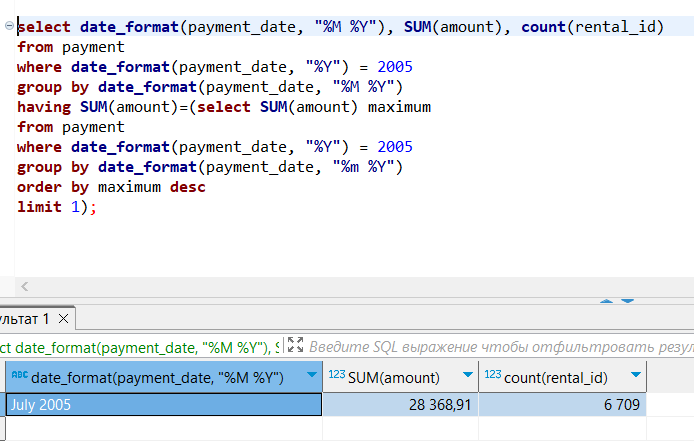 select date_format(payment_date, "%M %Y"), SUM(amount), count(rental_id)
from payment
where date_format(payment_date, "%Y") = 2005
group by date_format(payment_date, "%M %Y")
having SUM(amount)=(select SUM(amount) maximum
from payment
where date_format(payment_date, "%Y") = 2005
group by date_format(payment_date, "%m %Y")
order by maximum desc
limit 1);
ультат 1
ct date_format(payment_date, "%M %Y"), S Введите SQL выражение чтобы отфильтровать резул
ABC date_format(payment_date, "%M %Y") 123 SUM(amount) 123 count(rental_id)
July 2005 28 368,91 6 709